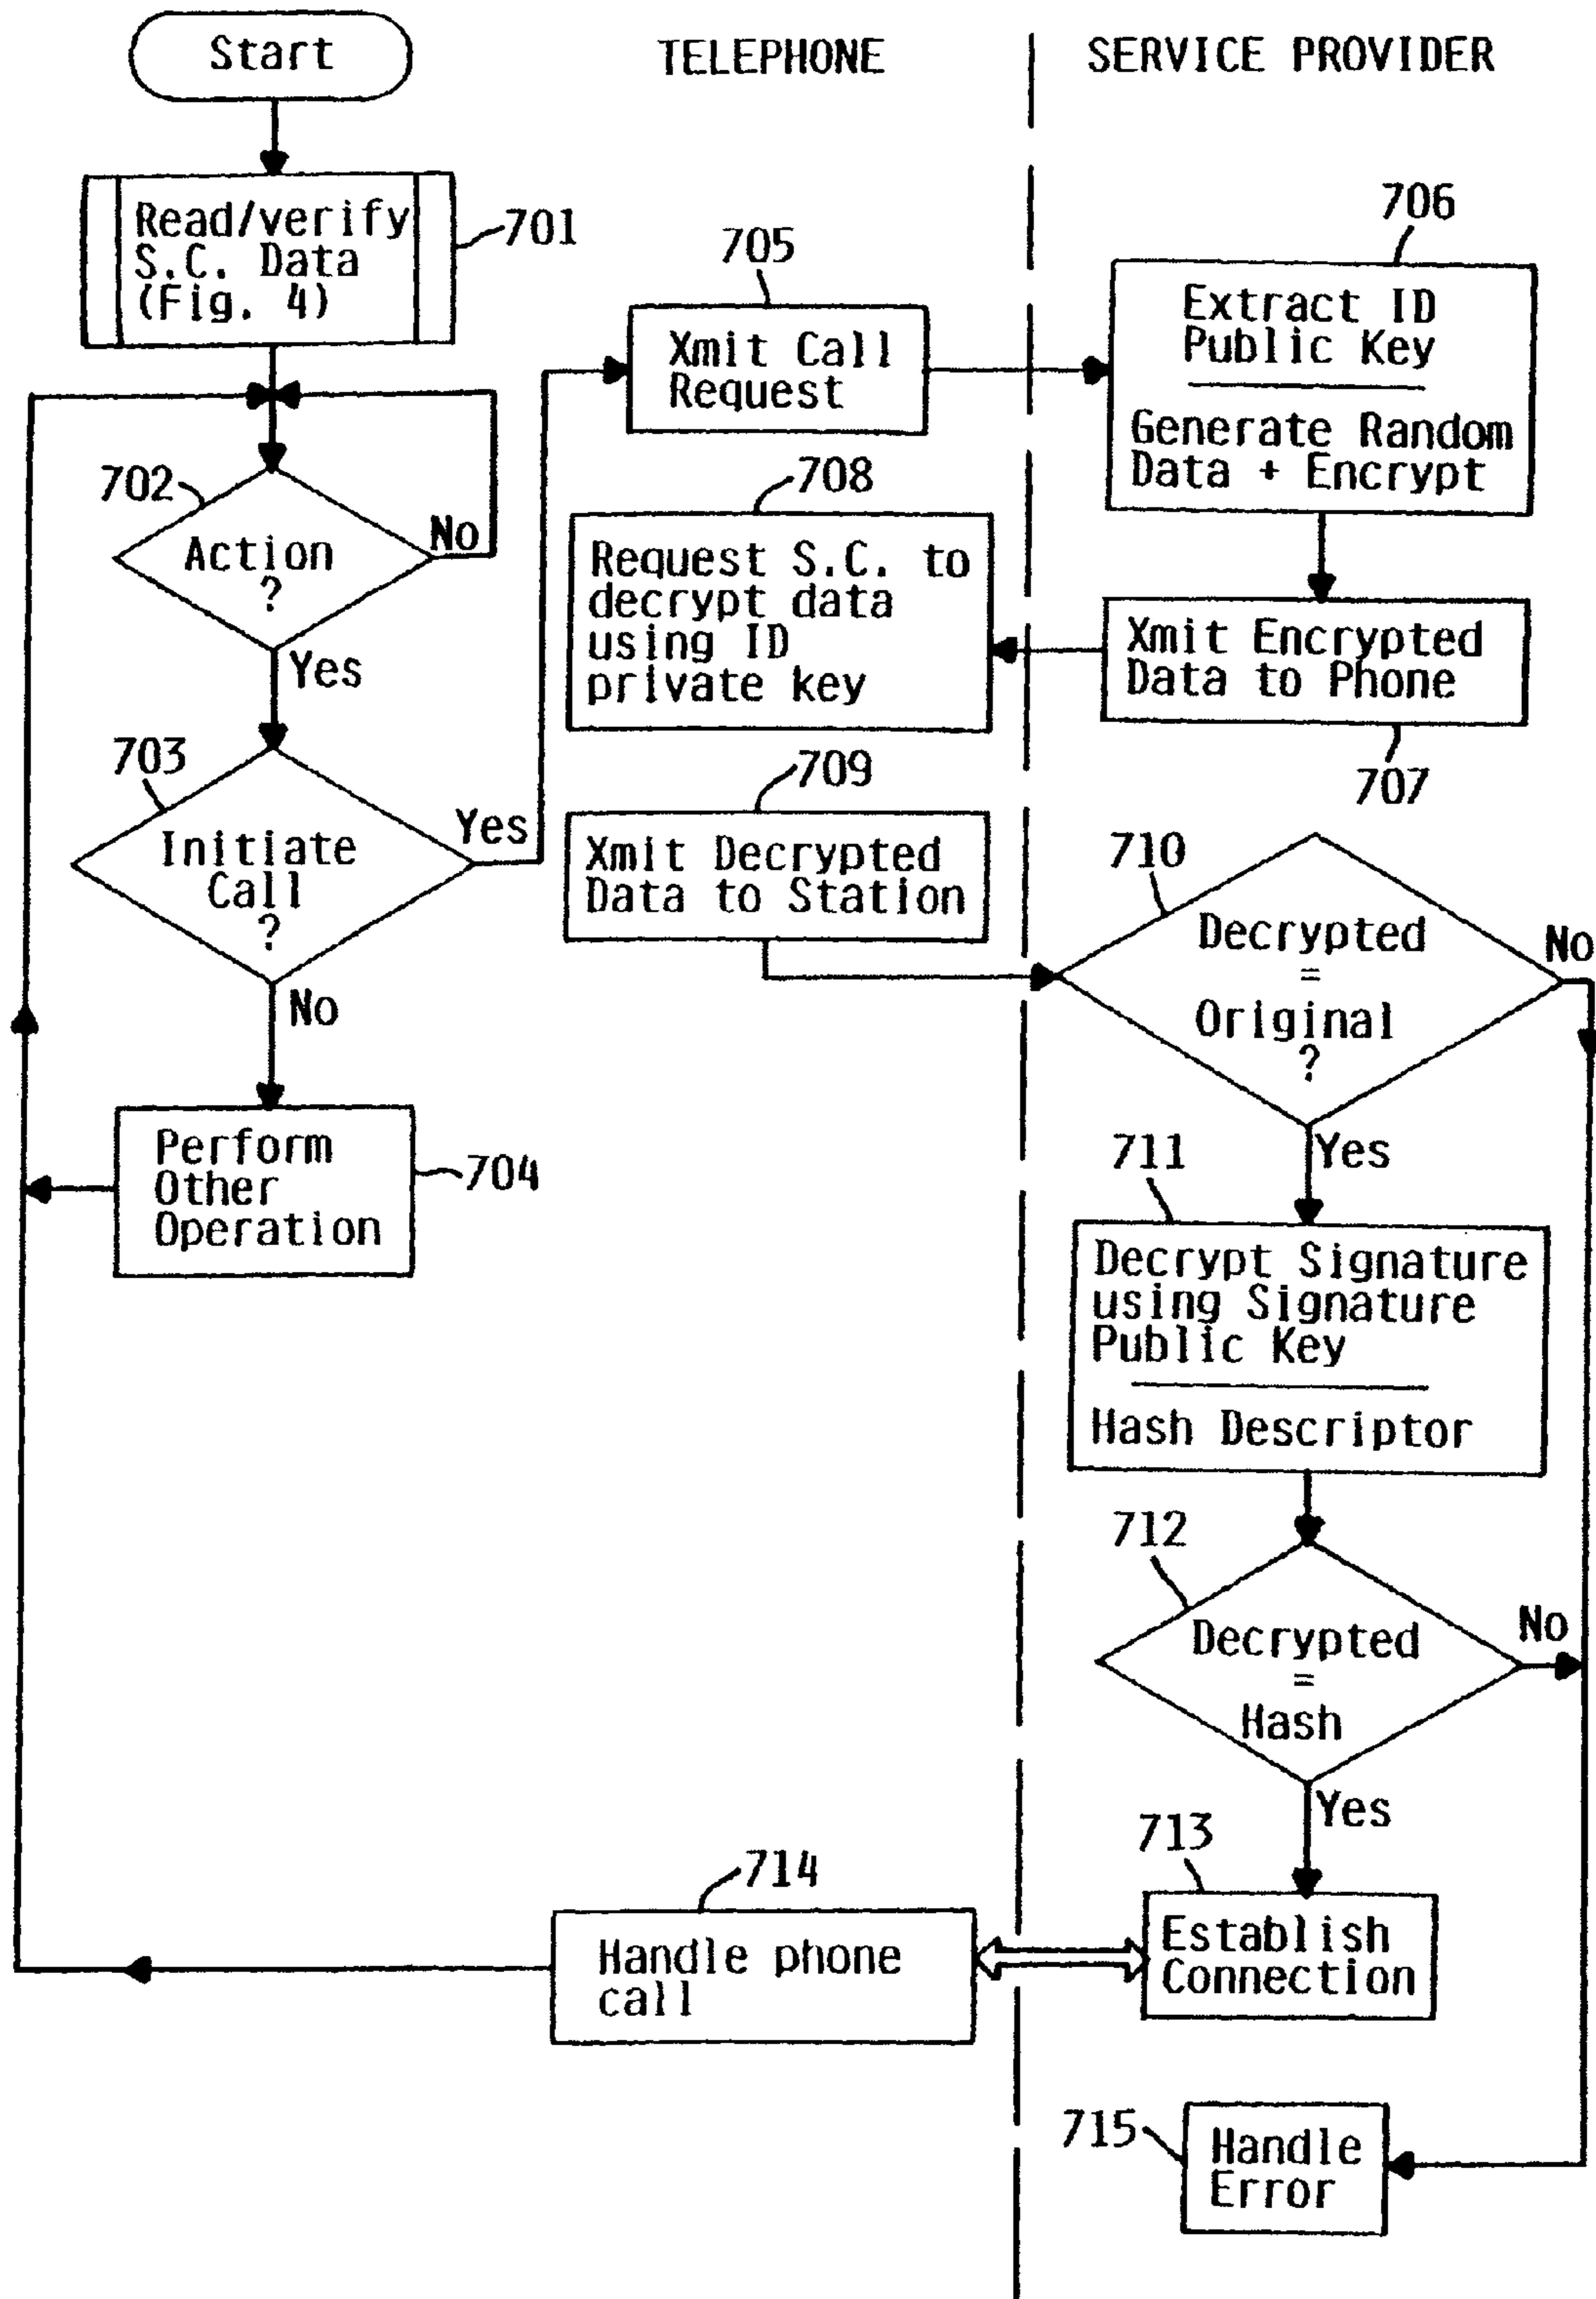 Start
TELEPHONE
SERVICE PROVIDER
Read/verify
S.C. Data
(Fig. 4)
701
705
Xmit Call
Request
706
Extract ID
Public Key
Generate Random
Data + Encrypt
702
Action
?
No
Yes
708
Request S.C. to
decrypt data
using ID
private key
Xmit Encrypted
Data to Phone
707
703
Initiate
Call
?
Yes
No
709
Xmit Decrypted
Data to Station
710
Decrypted
=
Original
?
No
Yes
Perform
Other
Operation
704
711
Decrypt Signature
using Signature
Public Key
Hash Descriptor
712
Decrypted
=
Hash
No
Yes
713
Establish
Connection
714
Handle phone
call
715
Handle
Error